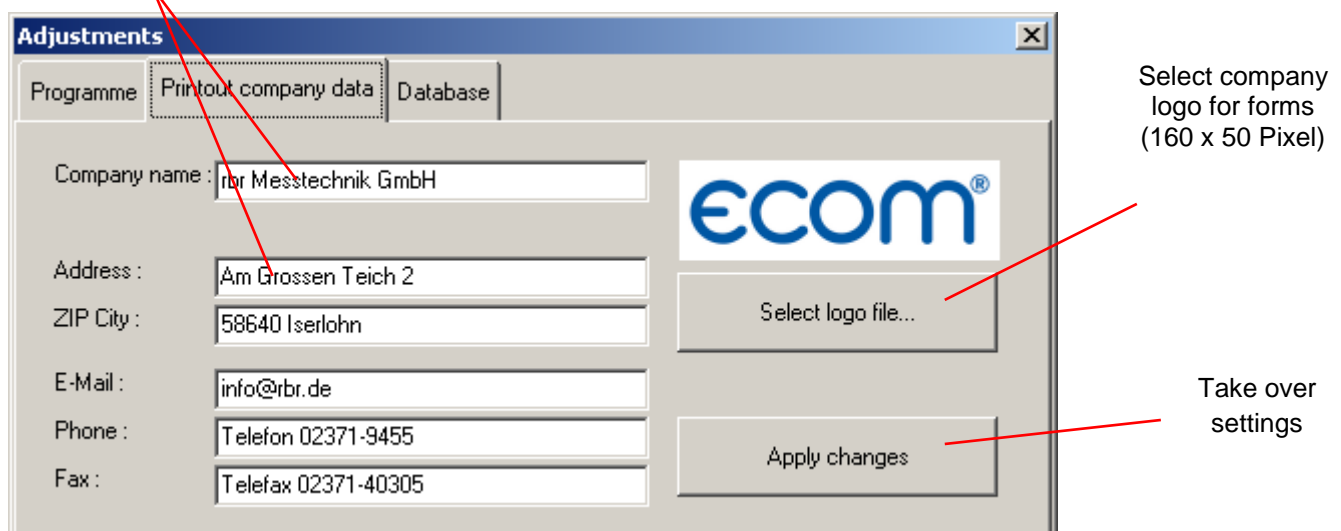 Adjustments
Programme
Printout company data
Database
Select company
logo for forms
(160 x 50 Pixel)
Company name :
rbr Messtechnik GmbH
ecom®
Address :
Am Grossen Teich 2
ZIP City :
58640 Iserlohn
Select logo file...
E-Mail :
info@rbr.de
Take over
settings
Phone :
Telefon 02371-9455
Apply changes
Fax :
Telefax 02371-40305